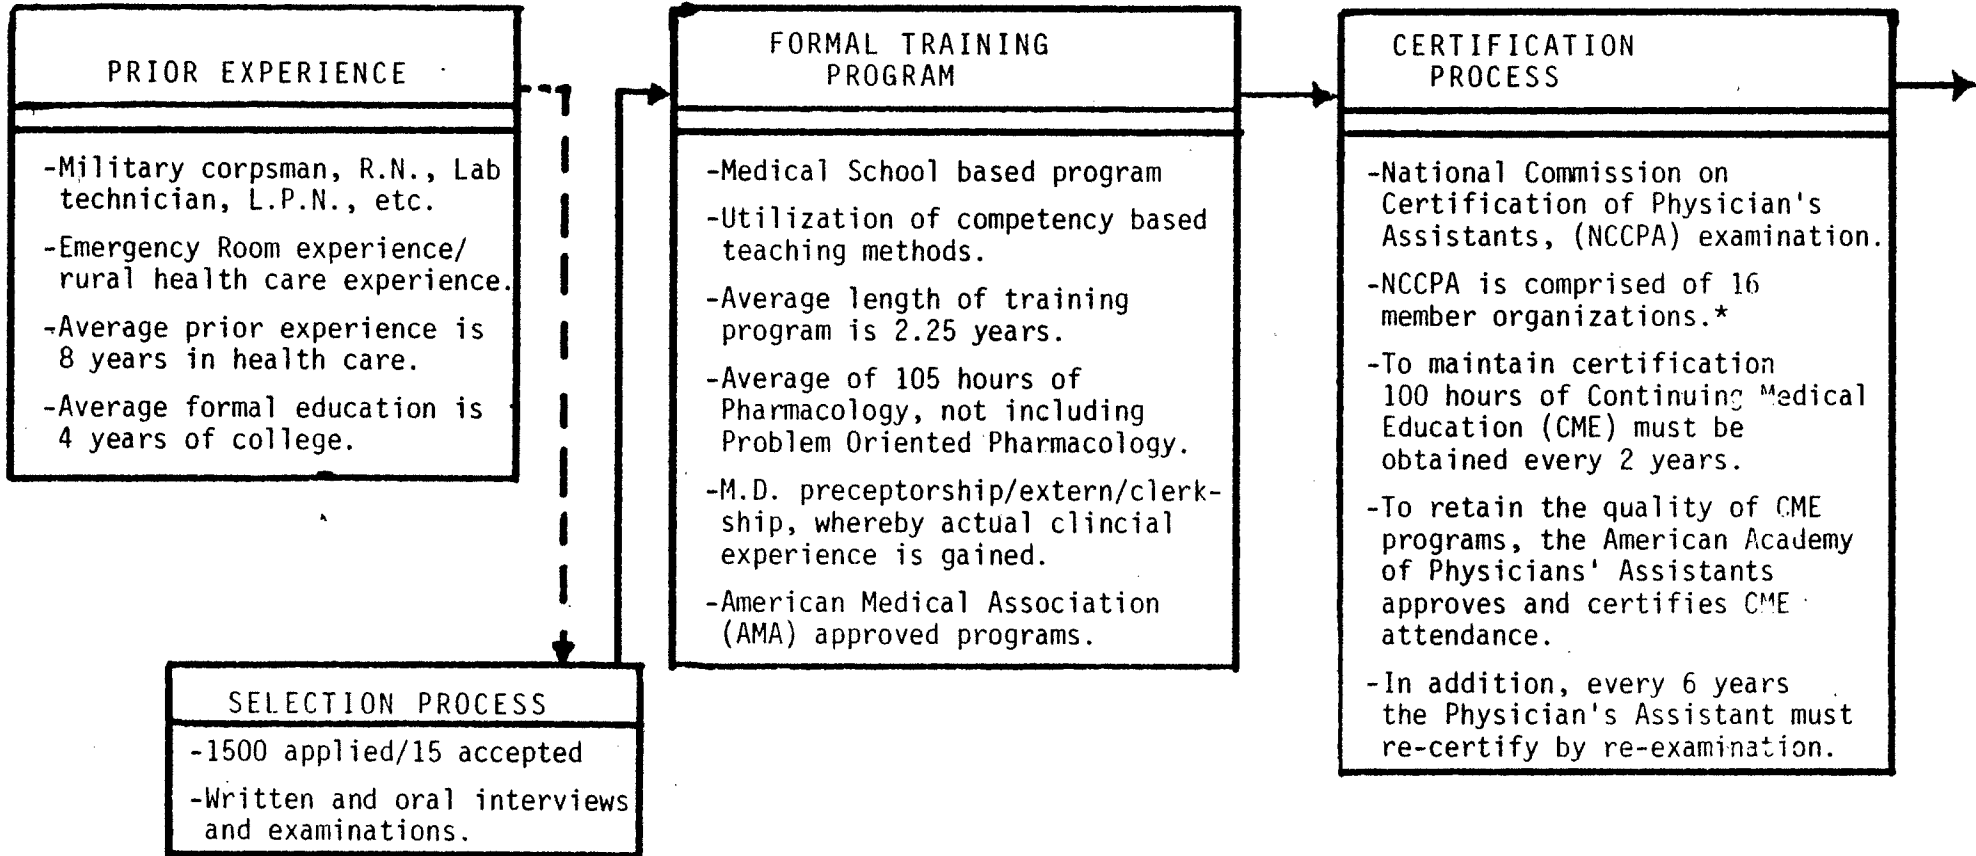 PRIOR EXPERIENCE
-Military corpsman, R.N., Lab
technician, L.P.N., etc.
-Emergency Room experience/
rural health care experience.
-Average prior experience is
8 years in health care.
-Average formal education is
4 years of college.
SELECTION PROCESS
-1500 applied/15 accepted
-Written and oral interviews
and examinations.
FORMAL TRAINING
PROGRAM
-Medical School based program
-Utilization of competency based
teaching methods.
-Average length of training
program is 2.25 years.
-Average of 105 hours of
Pharmacology, not including
Problem Oriented Pharmacology.
-M.D. preceptorship/extern/clerk-
ship, whereby actual clincial
experience is gained.
-American Medical Association
(AMA) approved programs.
CERTIFICATION
PROCESS
-National Commission on
Certification of Physician's
Assistants, (NCCPA) examination.
-NCCPA is comprised of 16
member organizations.*
-To maintain certification
100 hours of Continuing Medical
Education (CME) must be
obtained every 2 years.
-To retain the quality of CME
programs, the American Academy
of Physicians' Assistants
approves and certifies CME
attendance.
-In addition, every 6 years
the Physician's Assistant must
re-certify by re-examination.